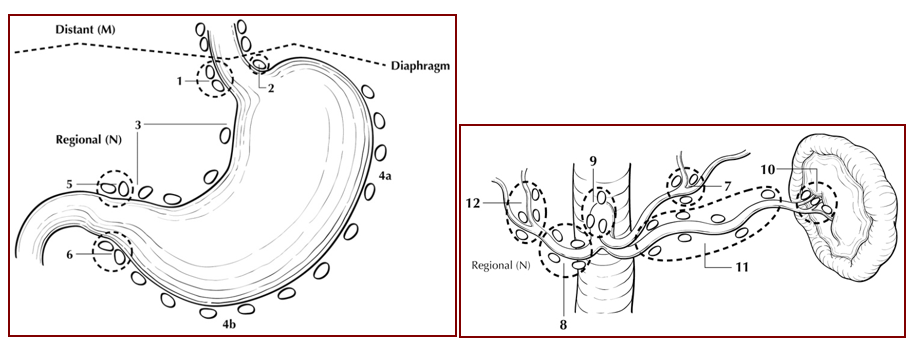 Distant (M)
Diaphragm
1
2
3
Regional (N)
4a
5
6
4b
9
10
7
12
Regional (N)
11
8